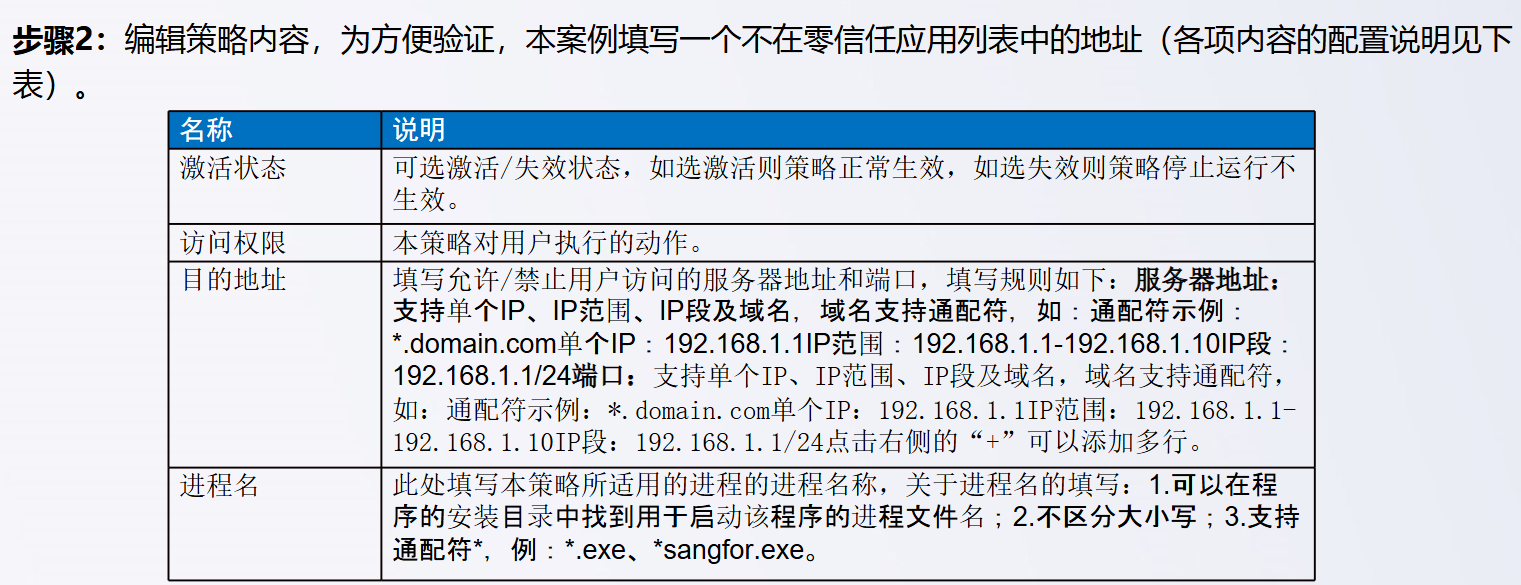 步骤2：编辑策略内容，为方便验证，本案例填写一个不在零信任应用列表中的地址（各项内容的配置说明见下
表）。
名称 说明
激活状态 可选激活/失效状态，如选激活则策略正常生效，如选失效则策略停止运行不
生效。
访问权限 本策略对用户执行的动作。
目的地址 填写允许/禁止用户访问的服务器地址和端口，填写规则如下：服务器地址：
支持单个IP、IP范围、IP段及域名，域名支持通配符，如：通配符示例：
*.domain.com单个IP：192.168.1.1IP范围：192.168.1.1-192.168.1.10IP段：
192.168.1.1/24端口：支持单个IP、IP范围、IP段及域名，域名支持通配符，
如：通配符示例：*.domain.com单个IP：192.168.1.1IP范围：192.168.1.1-
192.168.1.10IP段：192.168.1.1/24点击右侧的“+”可以添加多行。
进程名 此处填写本策略所适用的进程的进程名称，关于进程名的填写：1.可以在程
序的安装目录中找到用于启动该程序的进程文件名；2.不区分大小写；3.支持
通配符*，例：*.exe、*sangfor.exe。